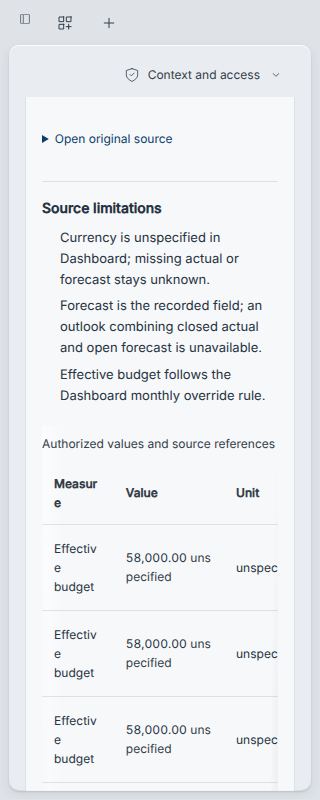 Context and access
Open original source
Source limitations
Currency is unspecified in
Dashboard; missing actual or
forecast stays unknown.
Forecast is the recorded field; an
outlook combining closed actual
and open forecast is unavailable.
Effective budget follows the
Dashboard monthly override rule.
Authorized values and source references
Measur
e
Value
Unit
Effectiv
e
budget
58,000.00 uns
pecified
unspec
Effectiv
e
budget
58,000.00 uns
pecified
unspec
Effectiv
e
budget
58,000.00 uns
pecified
unspec